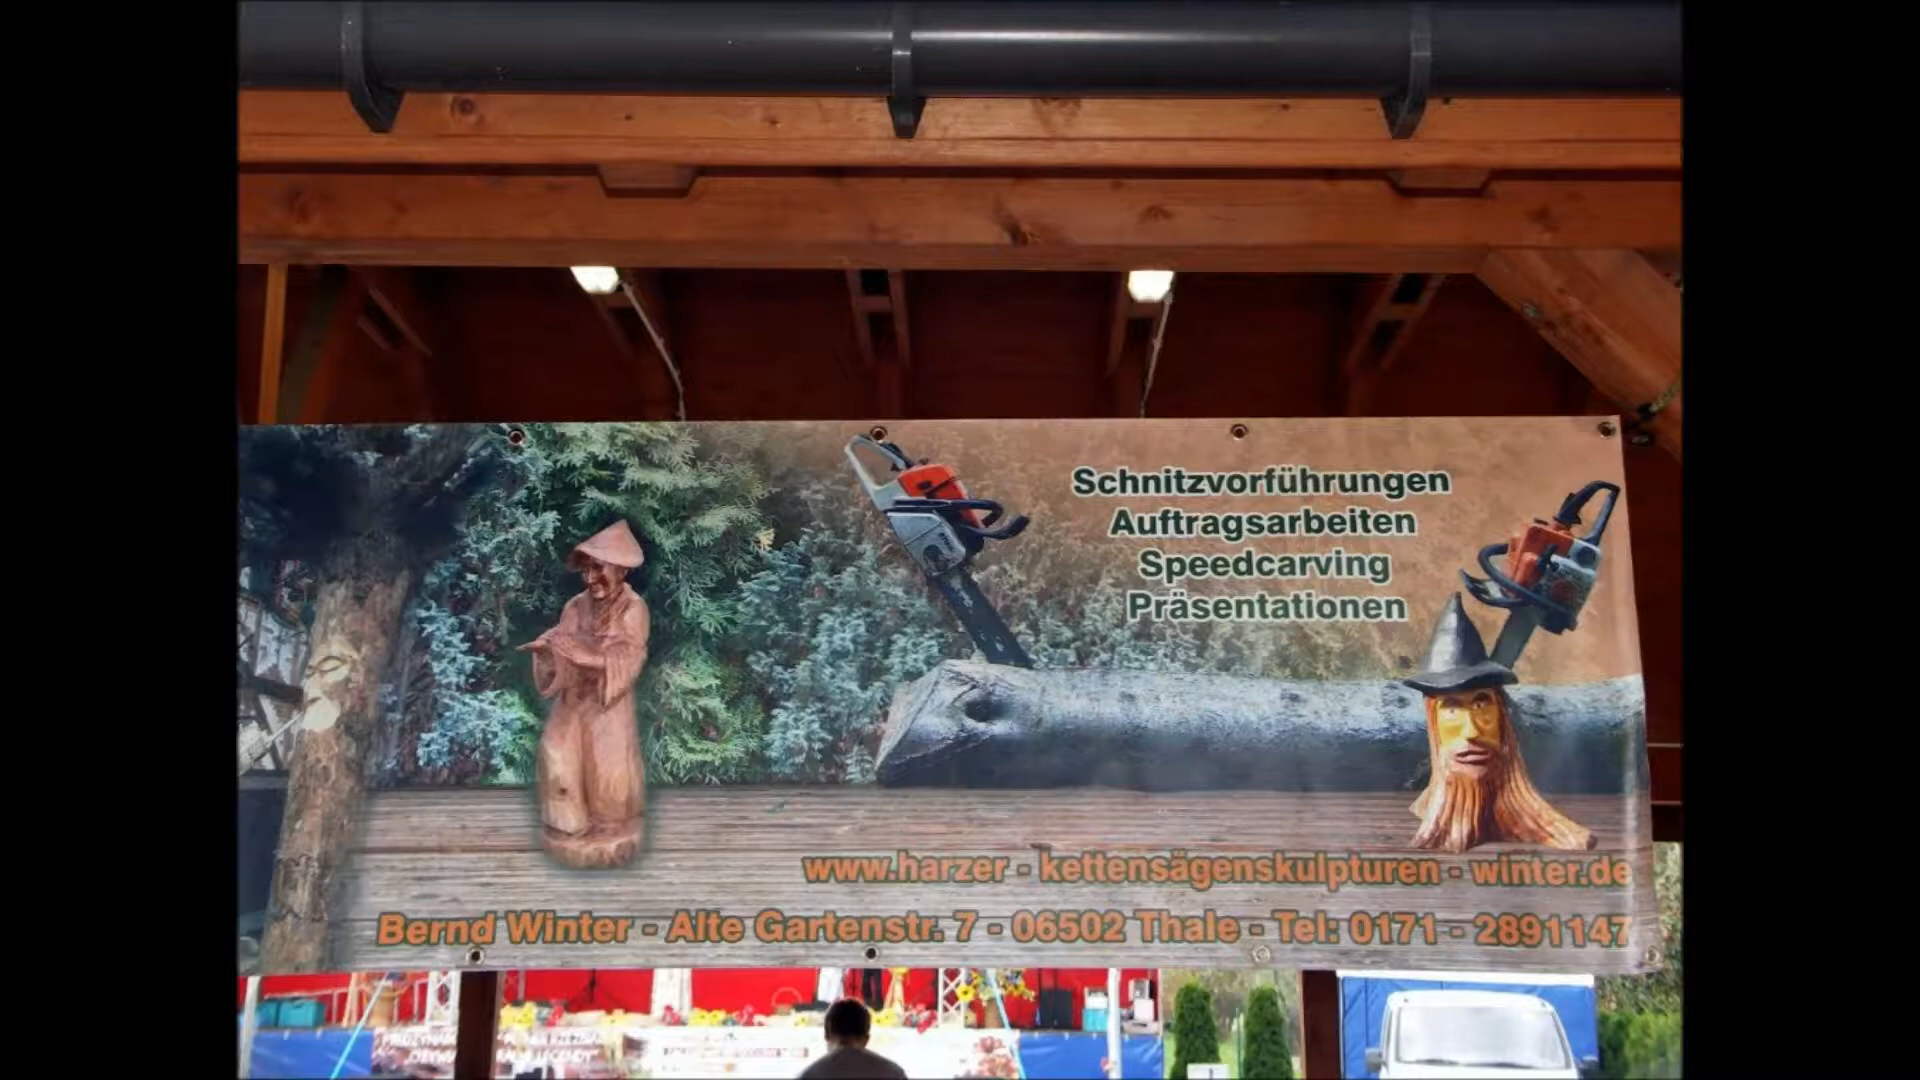 Schnitzvorführungen
Auftragsarbeiten
Speedcarving
Präsentationen
www.harzer - kettensägenskulpturen - winter.de
Bernd Winter - Alte Gartenstr. 7 - 06502 Thale - Tel: 0171 - 2891147